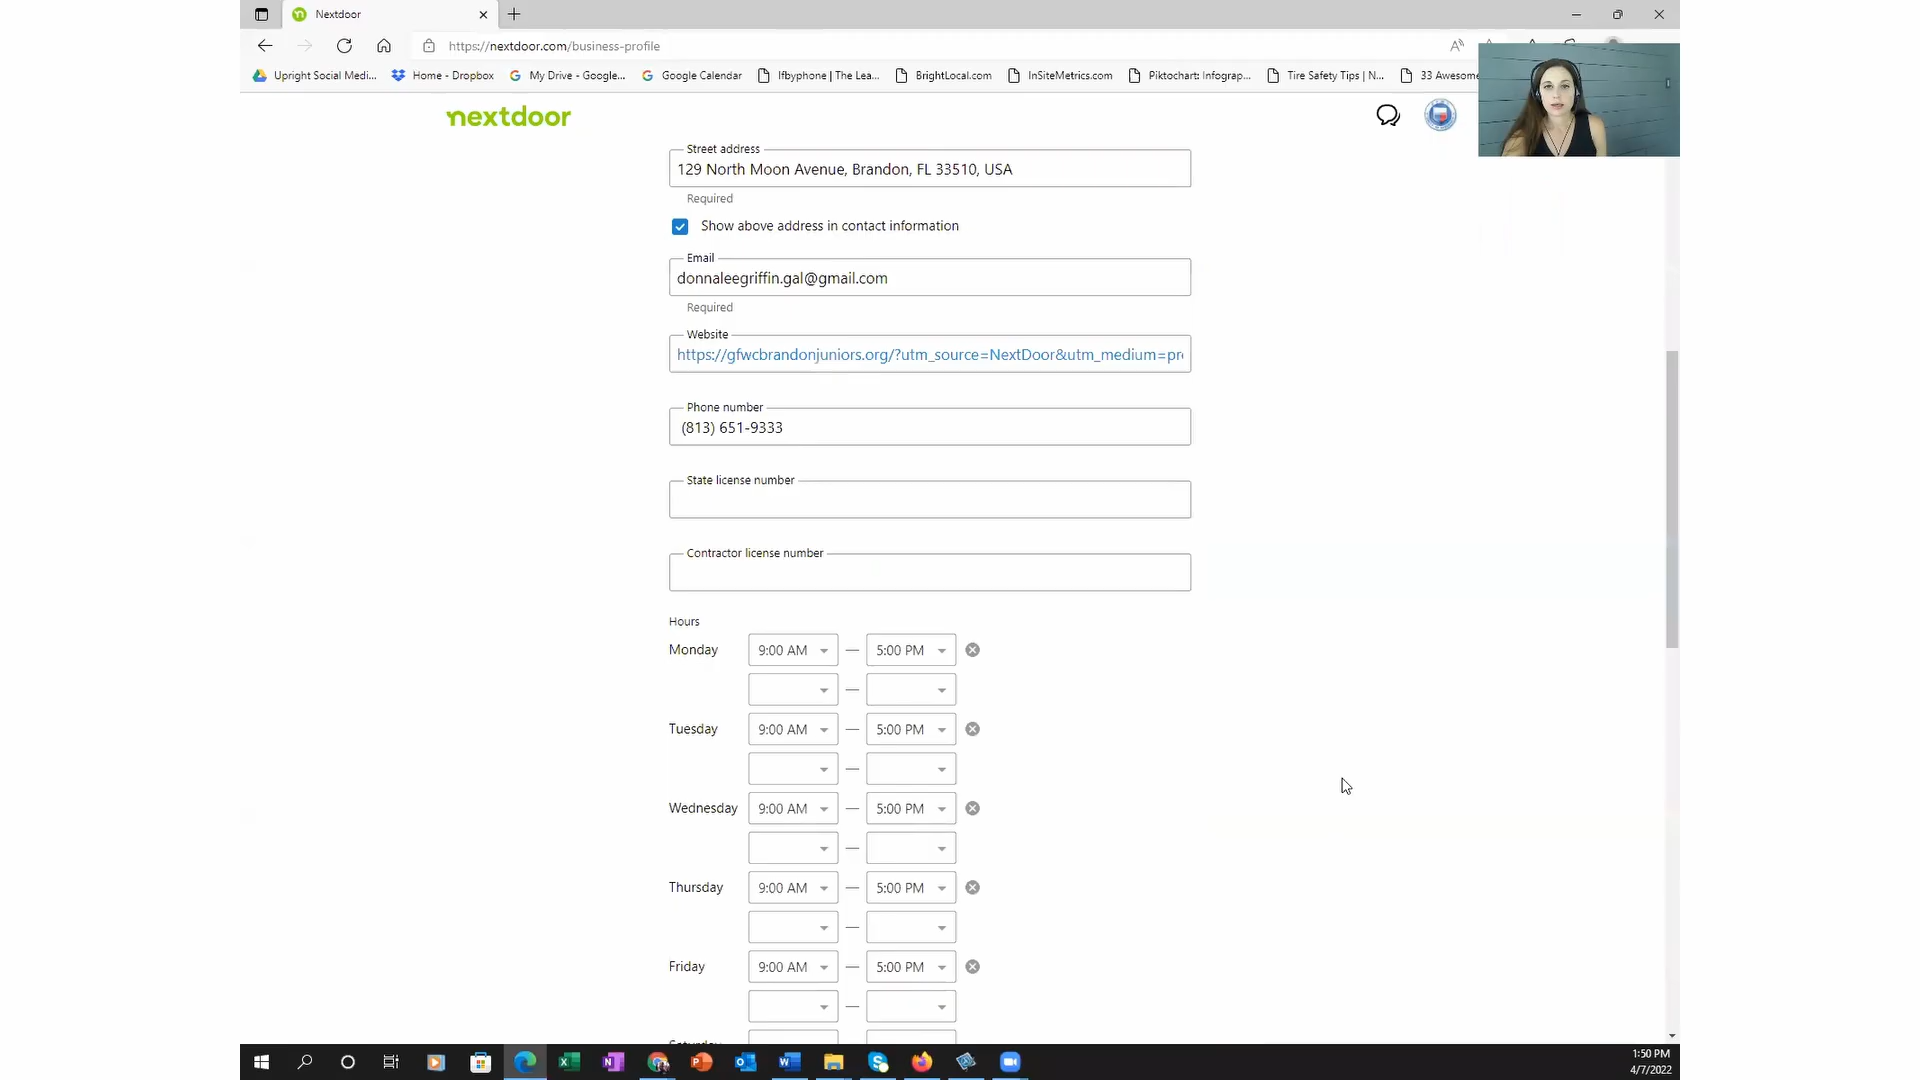 Nextdoor
https://nextdoor.com/business-profile
Upright Social Medi...
Home - Dropbox
My Drive - Google...
Google Calendar
Ifbyphone | The Lea...
BrightLocal.com
InSiteMetrics.com
Piktochart: Infograp...
Tire Safety Tips | N...
33 Awesome
nextdoor
Street address
129 North Moon Avenue, Brandon, FL 33510, USA
Required
Show above address in contact information
Email
donnaleegriffin.gal@gmail.com
Required
Website
https://gfwcbrandonjuniors.org/?utm_source=NextDoor&utm_medium=pr
Phone number
(813) 651-9333
State license number
Contractor license number
Hours
Monday 9:00 AM — 5:00 PM
—
Tuesday 9:00 AM — 5:00 PM
—
Wednesday 9:00 AM — 5:00 PM
—
Thursday 9:00 AM — 5:00 PM
—
Friday 9:00 AM — 5:00 PM
—
Saturday
1:50 PM
4/7/2022